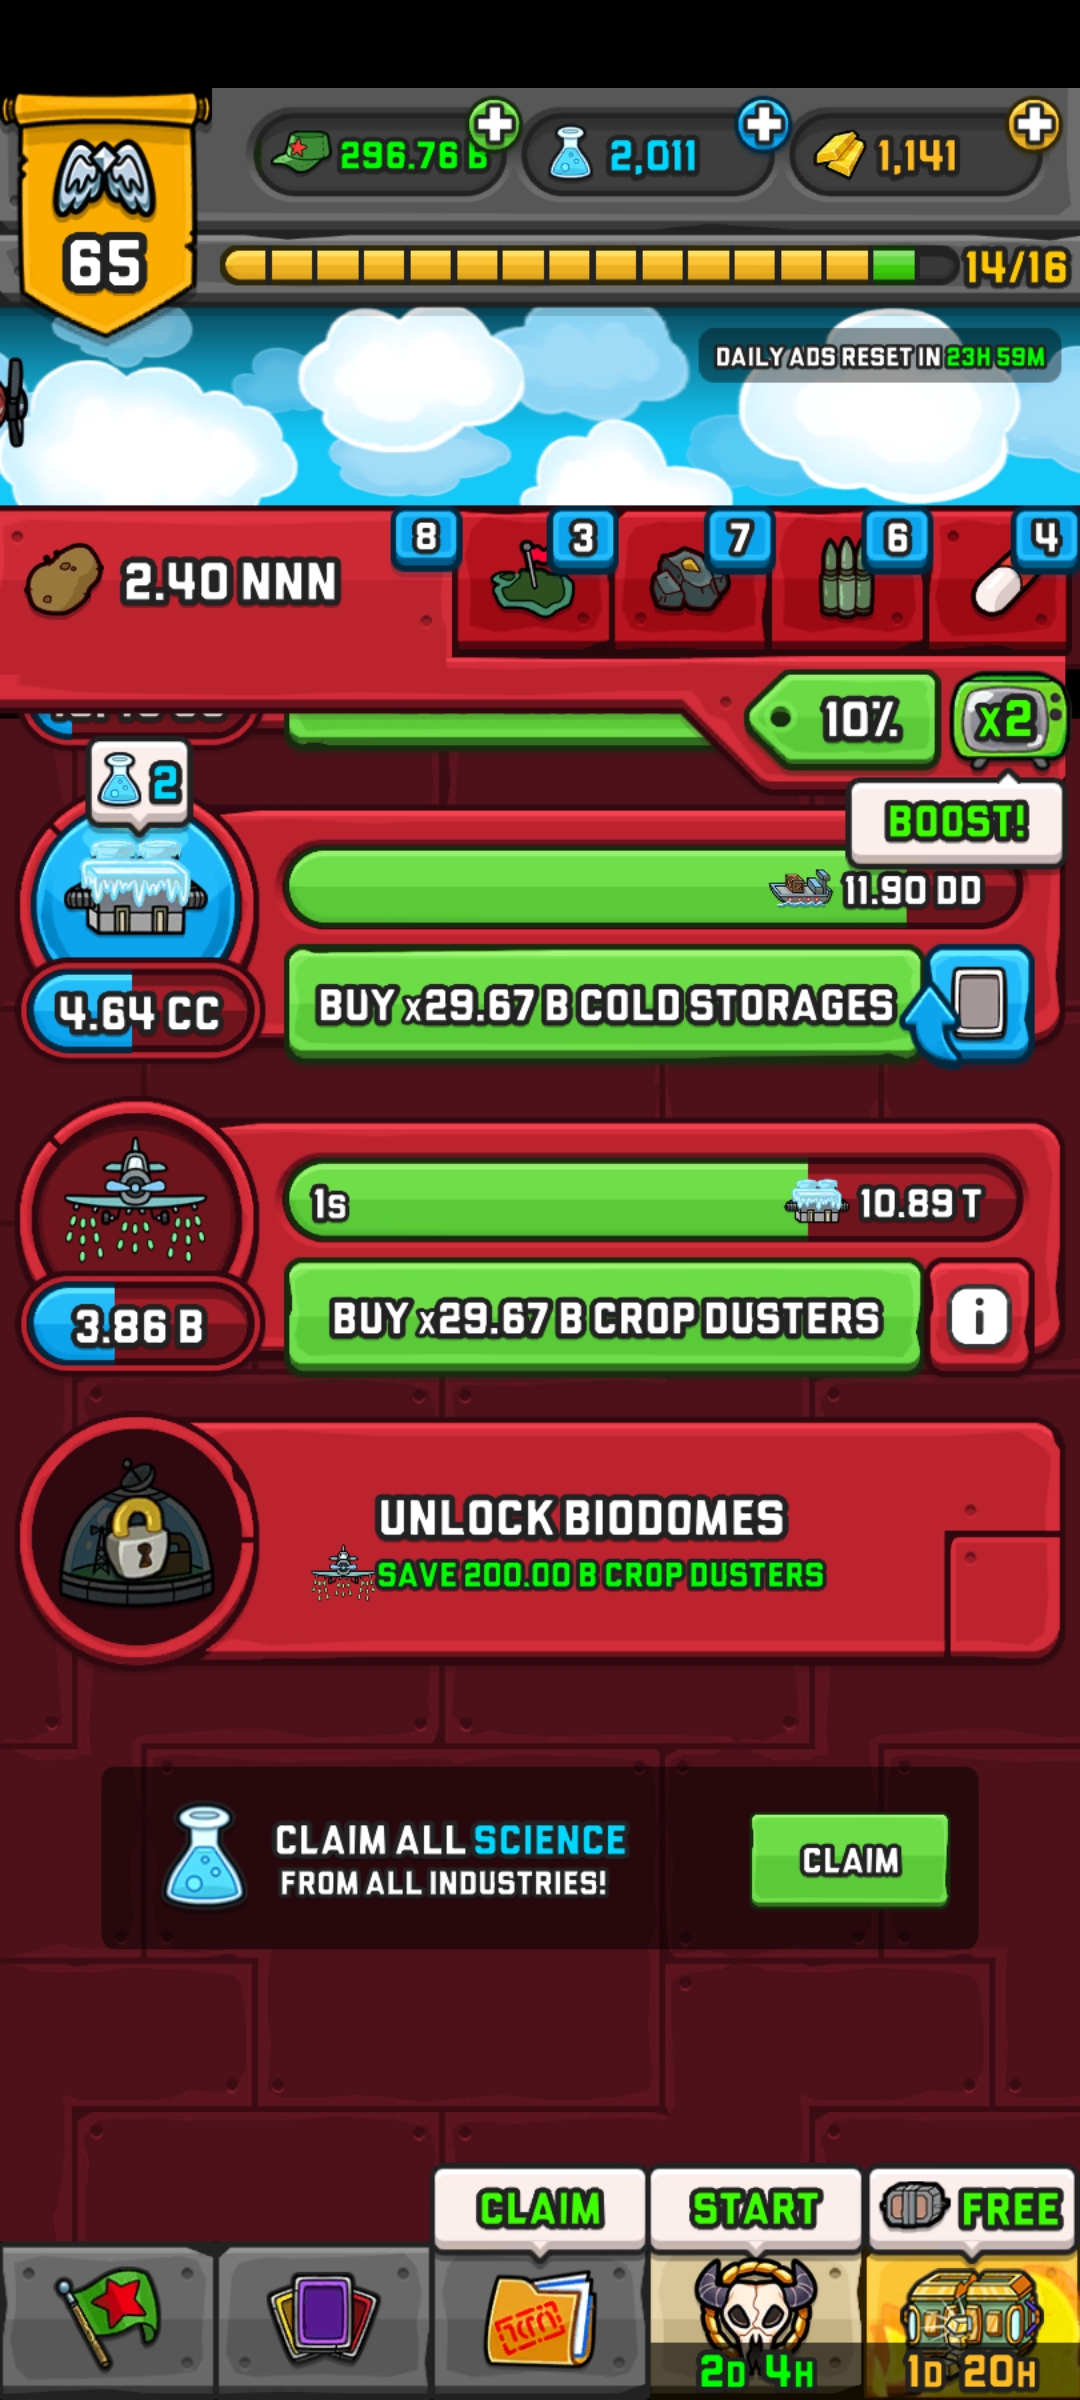 296.76 B
2,011
1,141
65
14/16
DAILY ADS RESET IN 23H 59M
2.40 NNN
8
3
7
6
4
10%
x2
BOOST!
2
11.90 DD
4.64 CC
BUY x29.67 B COLD STORAGES
1s
10.89 T
3.86 B
BUY x29.67 B CROP DUSTERS
i
UNLOCK BIODOMES
SAVE 200.00 B CROP DUSTERS
CLAIM ALL SCIENCE
FROM ALL INDUSTRIES!
CLAIM
CLAIM
START
FREE
2D 4H
1D 20H